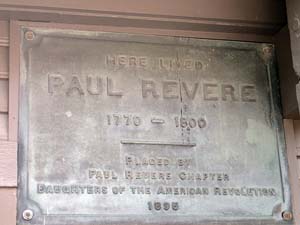 HERE LIVED
PAUL REVERE
1770 – 1800
PLACED BY
PAUL REVERE CHAPTER
DAUGHTERS OF THE AMERICAN REVOLUTION
1895